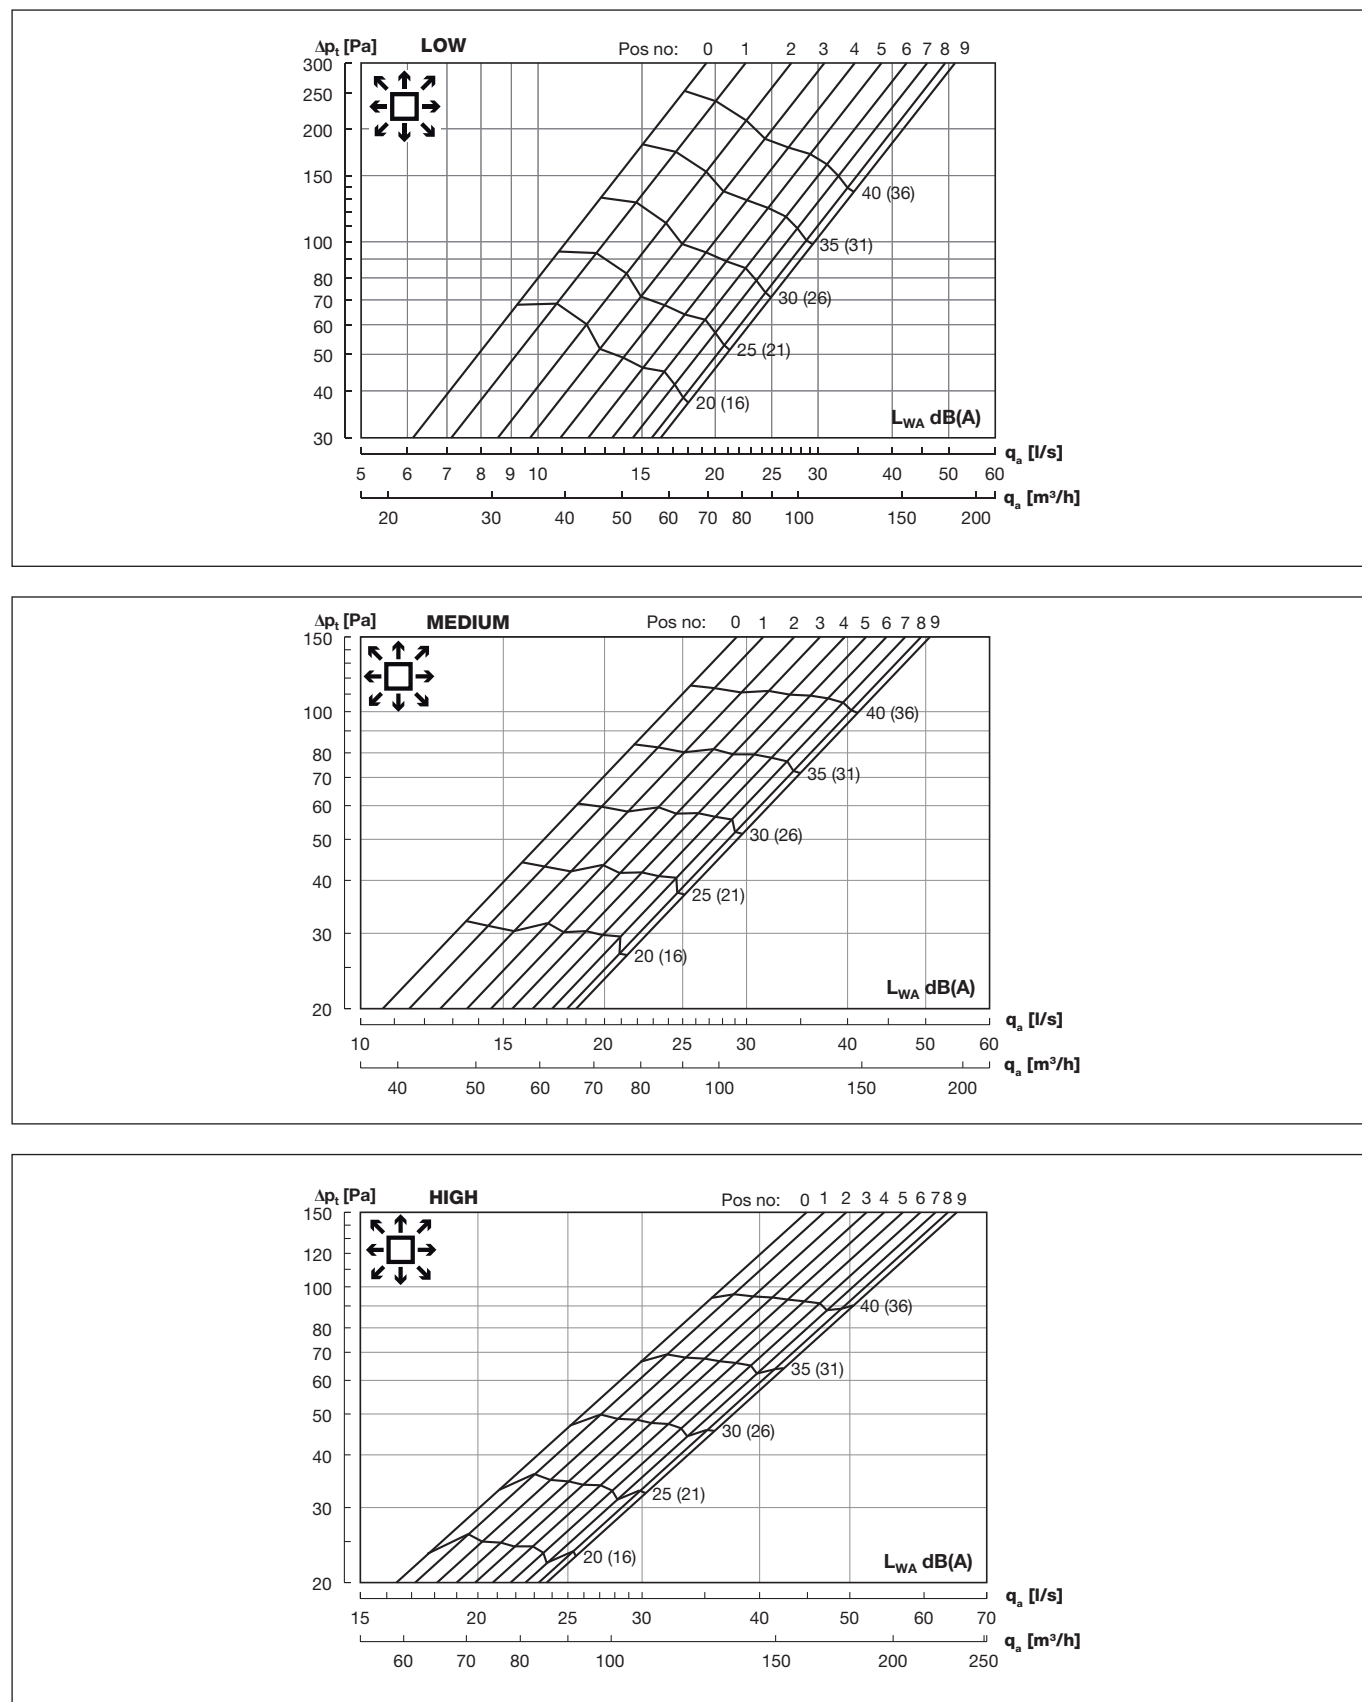 Δpt [Pa] LOW Pos no: 0 1 2 3 4 5 6 7 8 9
300
250
200
150
40 (36)
35 (31)
100
80
30 (26)
70
60
25 (21)
50
40
20 (16)
LWA dB(A)
30
qa [l/s]
5 6 7 8 9 10 15 20 25 30 40 50 60
qa [m³/h]
20 30 40 50 60 70 80 100 150 200
Δpt [Pa] MEDIUM Pos no: 0 1 2 3 4 5 6 7 8 9
150
100
40 (36)
80
35 (31)
70
60
30 (26)
50
40
25 (21)
30
20 (16)
LWA dB(A)
20
qa [l/s]
10 15 20 25 30 40 50 60
qa [m³/h]
40 50 60 70 80 100 150 200
Δpt [Pa] HIGH Pos no: 0 1 2 3 4 5 6 7 8 9
150
120
100
40 (36)
80
70
35 (31)
60
50
30 (26)
40
25 (21)
30
20 (16)
LWA dB(A)
20
qa [l/s]
15 20 25 30 40 50 60 70
qa [m³/h]
60 70 80 100 150 200 250